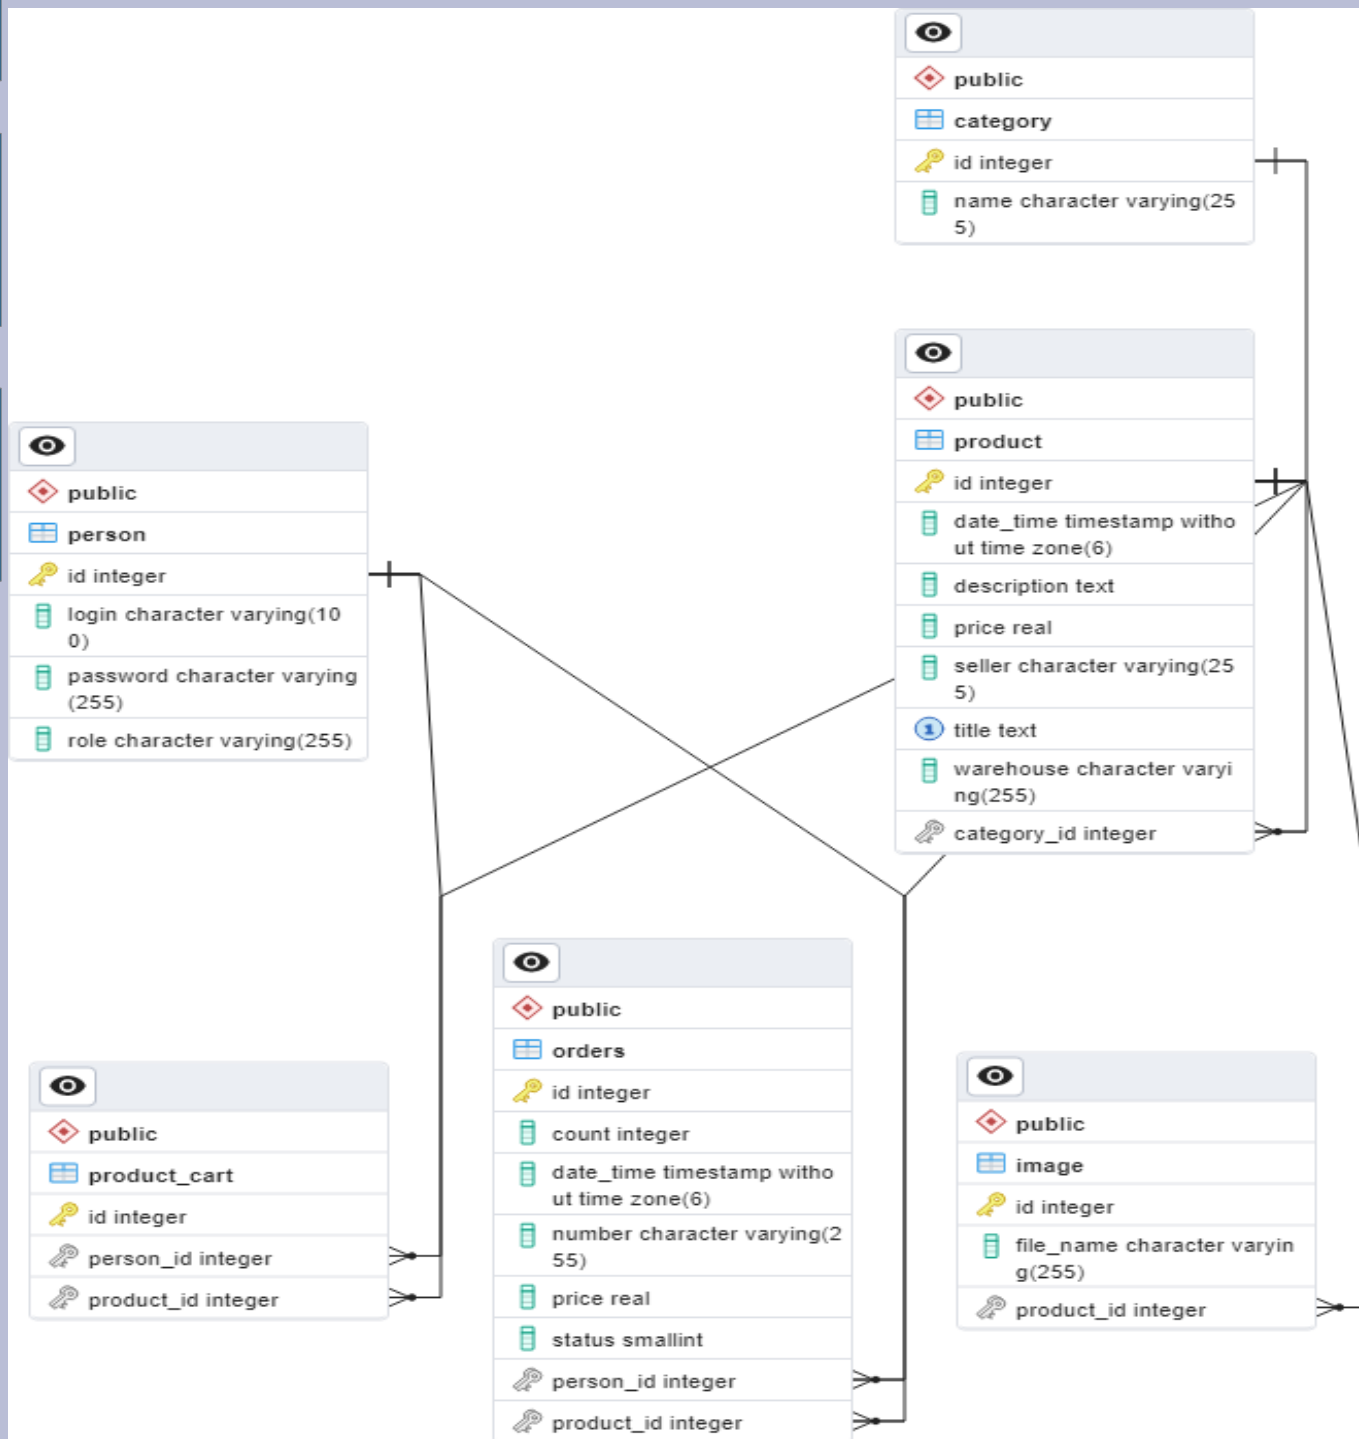 public
category
id integer
name character varying(25
5)
public
product
id integer
date_time timestamp witho
ut time zone(6)
description text
price real
seller character varying(25
5)
1 title text
warehouse character varyi
ng(255)
category_id integer
public
person
id integer
login character varying(10
0)
password character varying
(255)
role character varying(255)
public
product_cart
id integer
person_id integer
product_id integer
public
orders
id integer
count integer
date_time timestamp witho
ut time zone(6)
number character varying(2
55)
price real
status smallint
person_id integer
product_id integer
public
image
id integer
file_name character varyin
g(255)
product_id integer